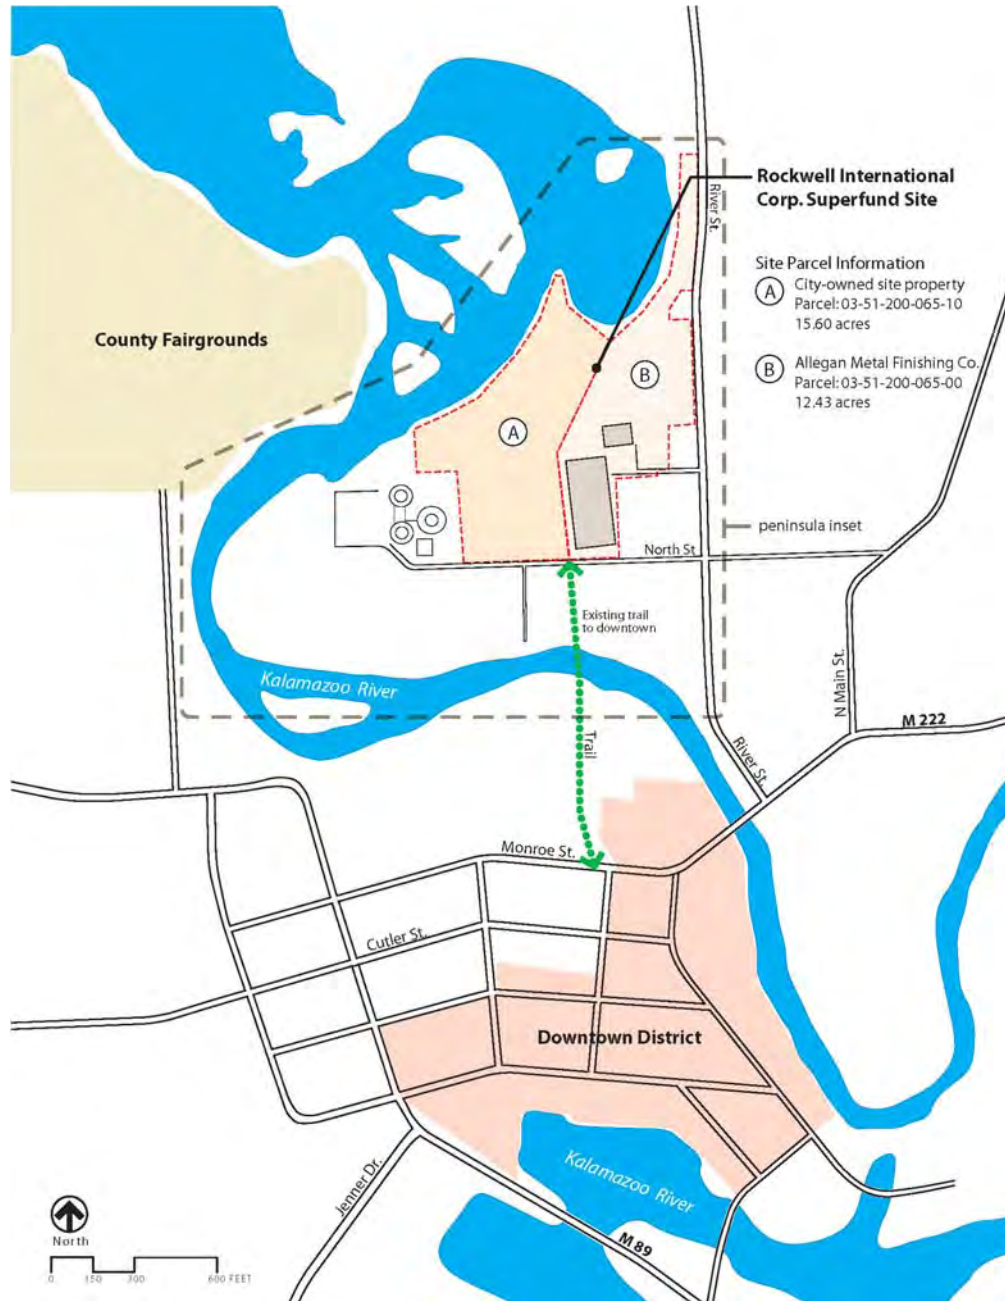 River St.
Rockwell International
Corp. Superfund Site
Site Parcel Information
A
City-owned site property
Parcel: 03-51-200-065-10
15.60 acres
B
Allegan Metal Finishing Co.
Parcel: 03-51-200-065-00
12.43 acres
County Fairgrounds
B
A
peninsula inset
North St.
Existing trail
to downtown
Kalamazoo River
N Main St.
M 222
Trail
River St.
Monroe St.
Cutler St.
Downtown District
Kalamazoo River
Jenner Dr.
M 89
North
0 150 300 600 FEET